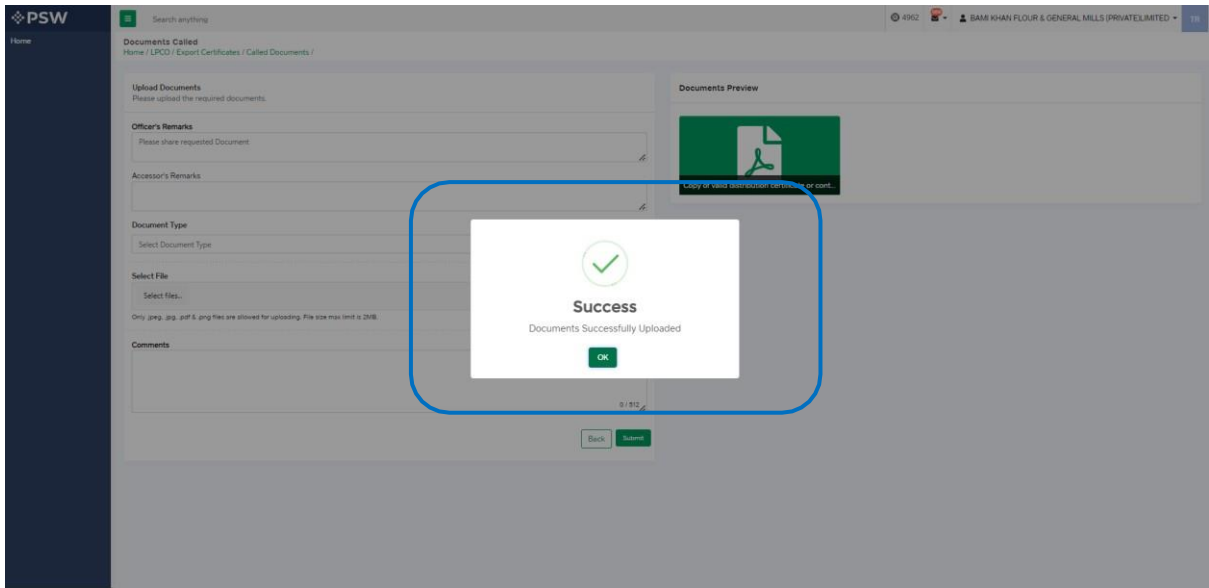 PSW
Search anything
4962
BAMI KHAN FLOUR & GENERAL MILLS (PRIVATE)LIMITED
TR
Home
Documents Called
Home / LPCO / Export Certificates / Called Documents /
Upload Documents
Please upload the required documents.
Officer's Remarks
Please share requested Document
Accessor's Remarks
Document Type
Select Document Type
Select File
Select files...
Only .jpeg, .jpg, .pdf & .png files are allowed for uploading. File size max limit is 2MB.
Comments
0 / 512
Back
Submit
Documents Preview
Copy of valid distribution certificate or cont...
Success
Documents Successfully Uploaded
OK